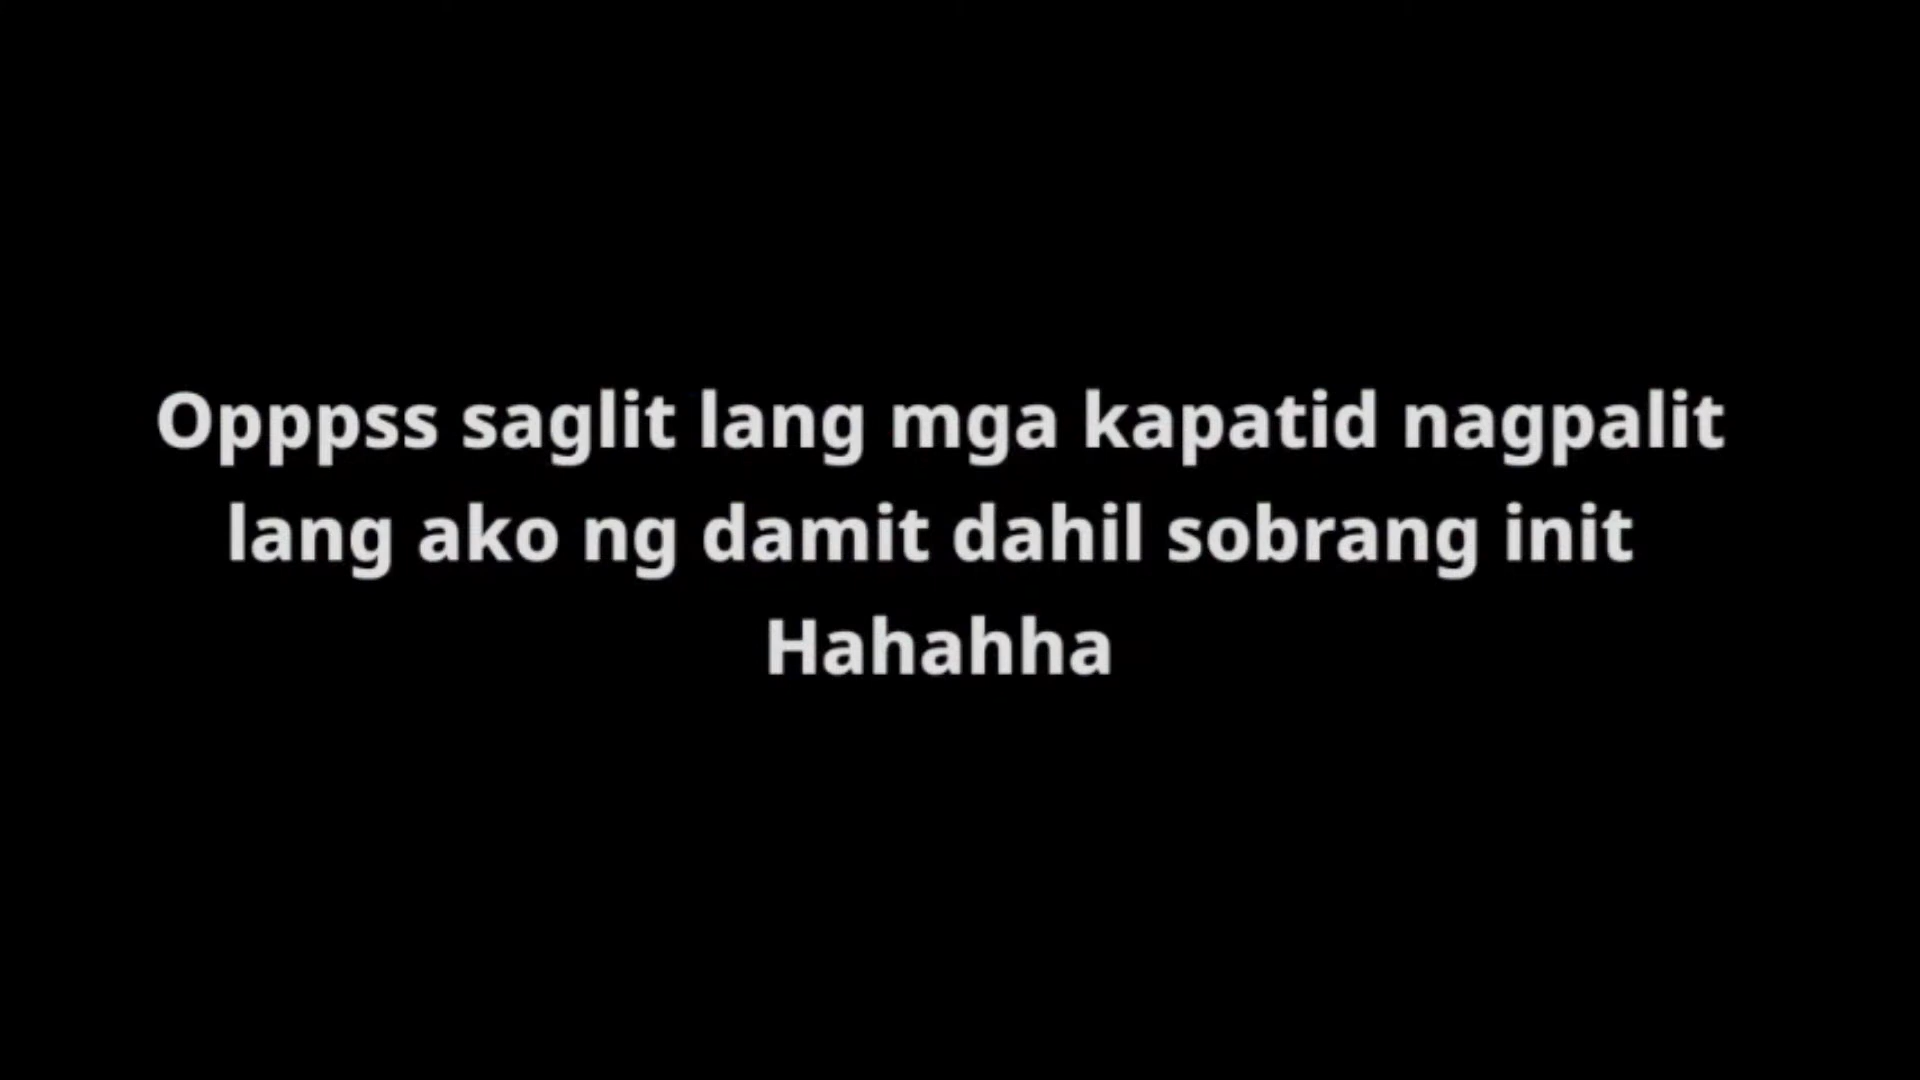 Opppss saglit lang mga kapatid nagpalit
lang ako ng damit dahil sobrang init
Hahahha